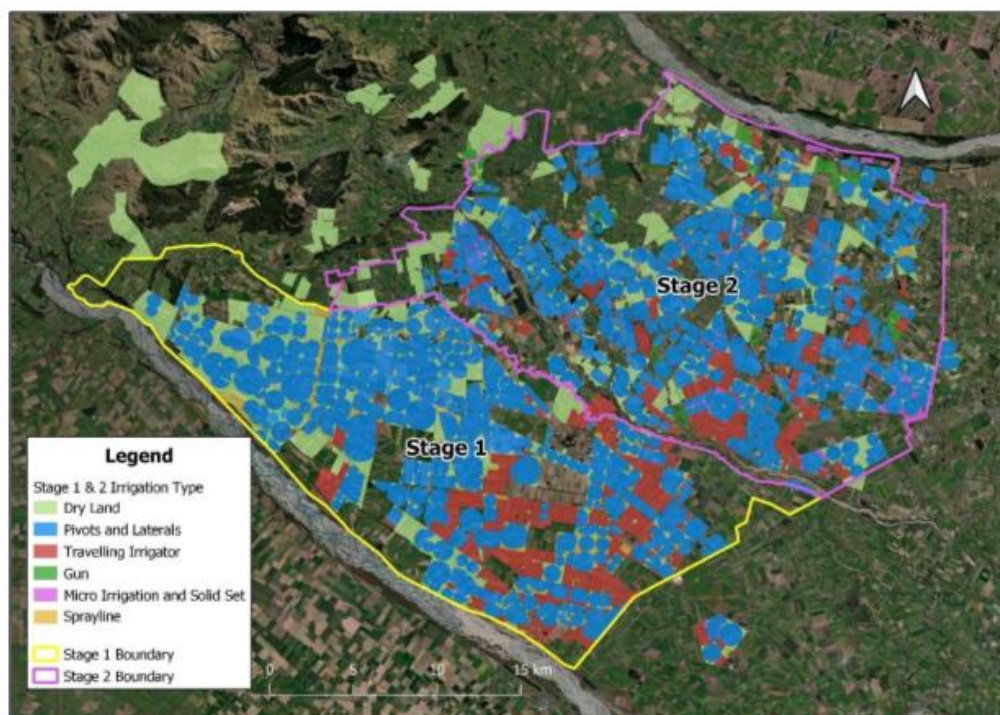 Stage 2
Stage 1
Legend
Stage 1 & 2 Irrigation Type
Dry Land
Pivots and Laterals
Travelling Irrigator
Gun
Micro Irrigation and Solid Set
Sprayline
Stage 1 Boundary
Stage 2 Boundary
0 5 10 15 km